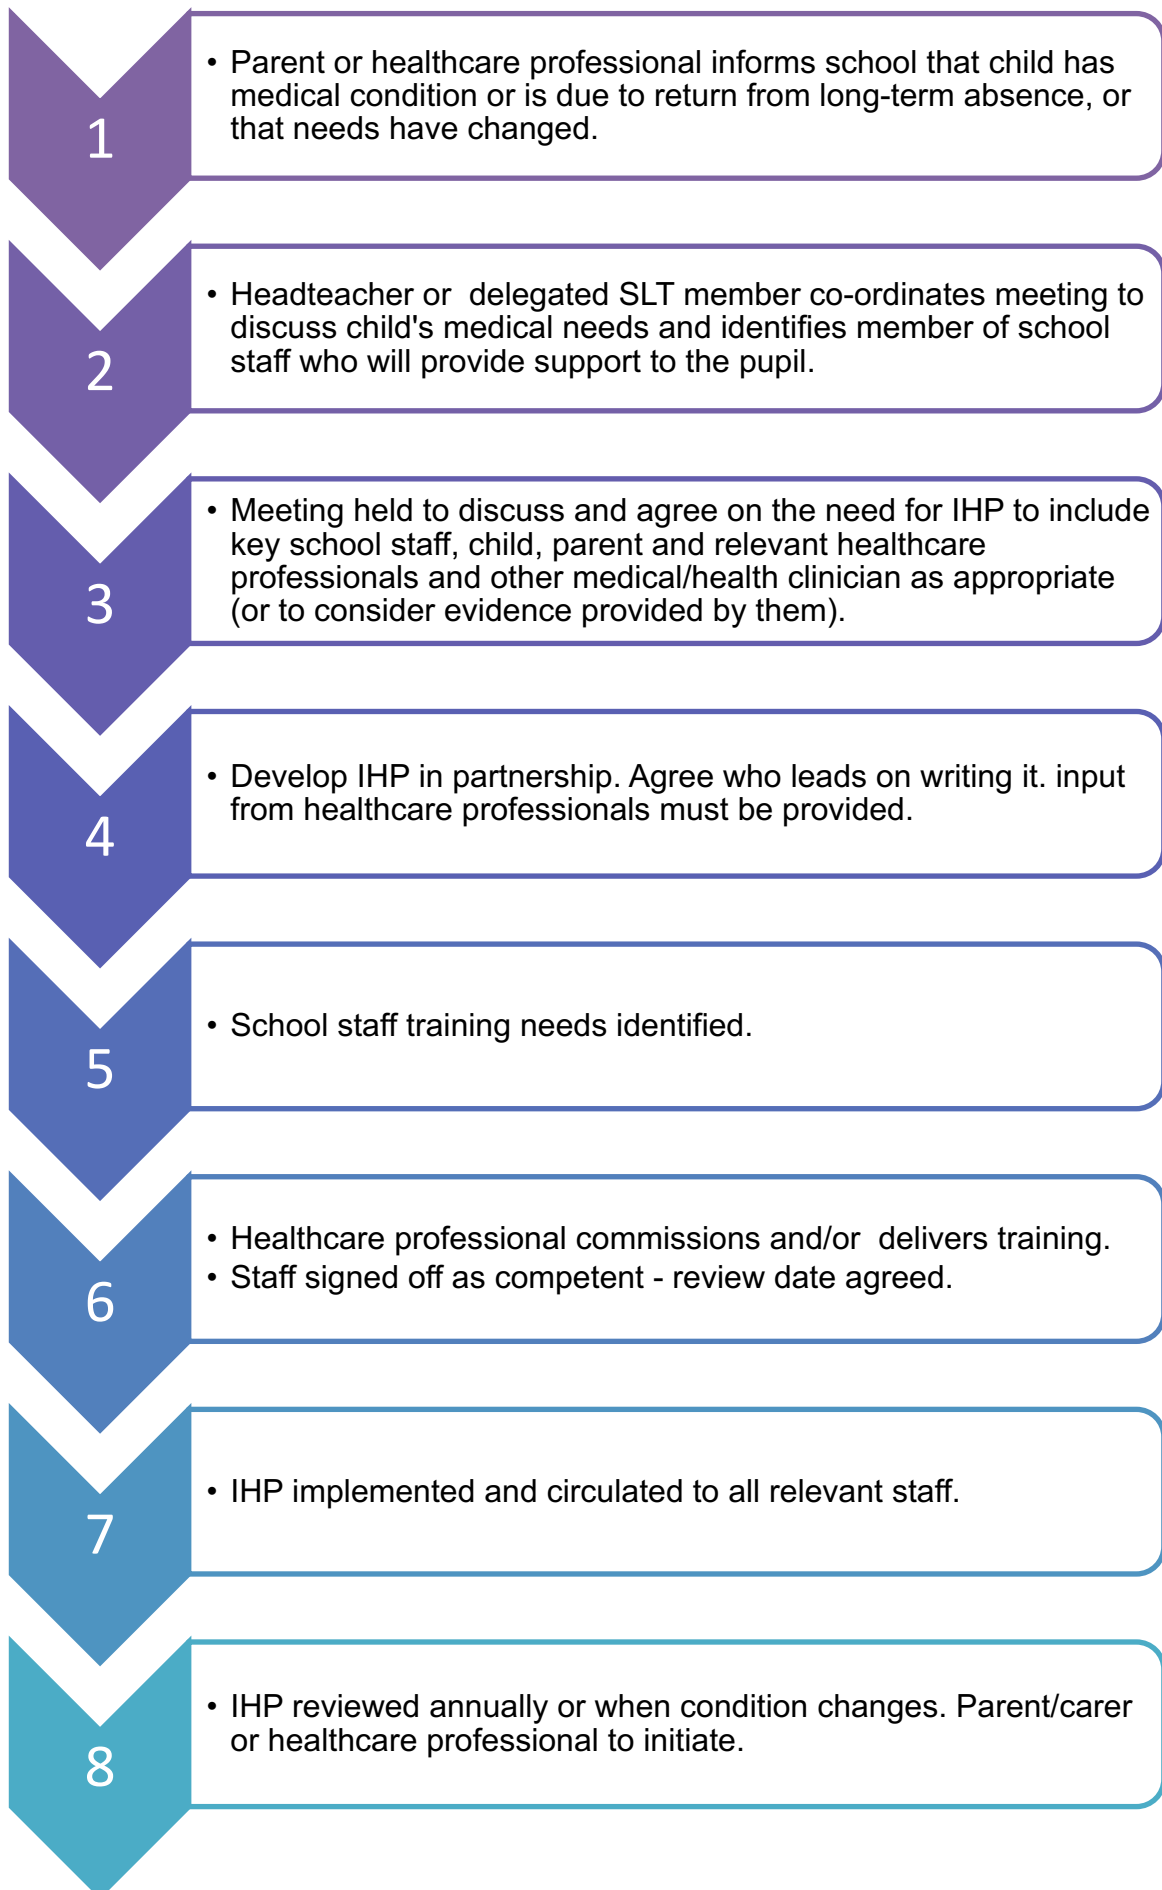 1
• Parent or healthcare professional informs school that child has
medical condition or is due to return from long-term absence, or
that needs have changed.
2
• Headteacher or  delegated SLT member co-ordinates meeting to
discuss child's medical needs and identifies member of school
staff who will provide support to the pupil.
3
• Meeting held to discuss and agree on the need for IHP to include
key school staff, child, parent and relevant healthcare
professionals and other medical/health clinician as appropriate
(or to consider evidence provided by them).
4
• Develop IHP in partnership. Agree who leads on writing it. input
from healthcare professionals must be provided.
5
• School staff training needs identified.
6
• Healthcare professional commissions and/or  delivers training.
• Staff signed off as competent - review date agreed.
7
• IHP implemented and circulated to all relevant staff.
8
• IHP reviewed annually or when condition changes. Parent/carer
or healthcare professional to initiate.